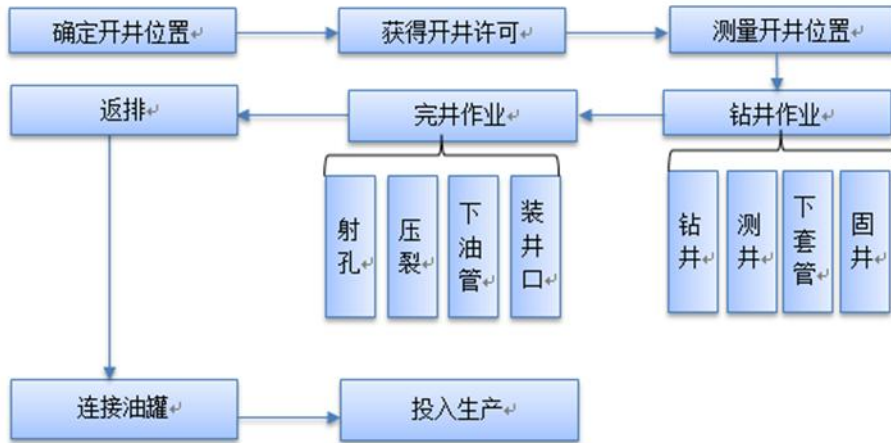 确定开井位置
获得开井许可
测量开井位置
返排
完井作业
钻井作业
射孔
压裂
下油管
装井口
钻井
测井
下套管
固井
连接油罐
投入生产